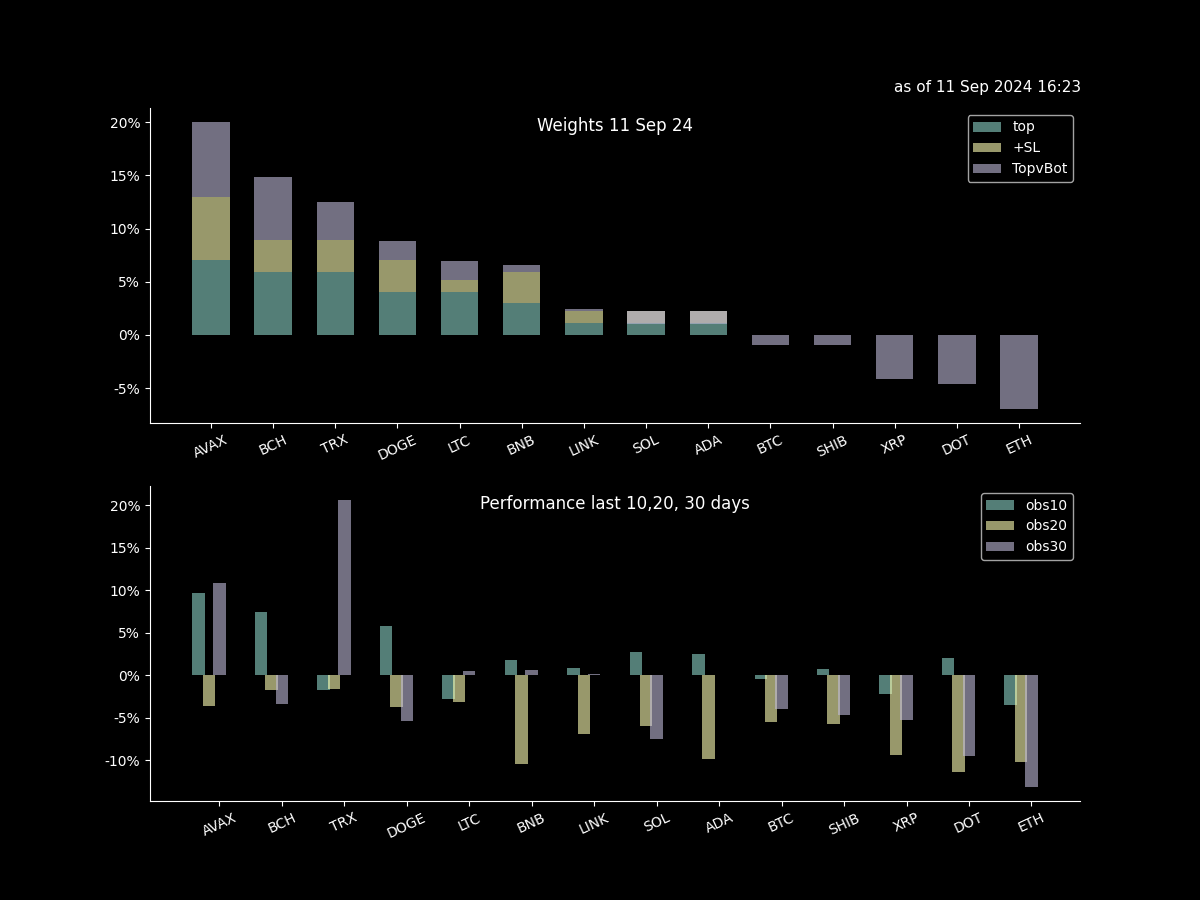 as of 11 Sep 2024 16:23
Weights 11 Sep 24
top
+SL
TopvBot
20%
15%
10%
5%
0%
-5%
AVAX BCH TRX DOGE LTC BNB LINK SOL ADA BTC SHIB XRP DOT ETH
Performance last 10,20, 30 days
obs10
obs20
obs30
20%
15%
10%
5%
0%
-5%
-10%
AVAX BCH TRX DOGE LTC BNB LINK SOL ADA BTC SHIB XRP DOT ETH